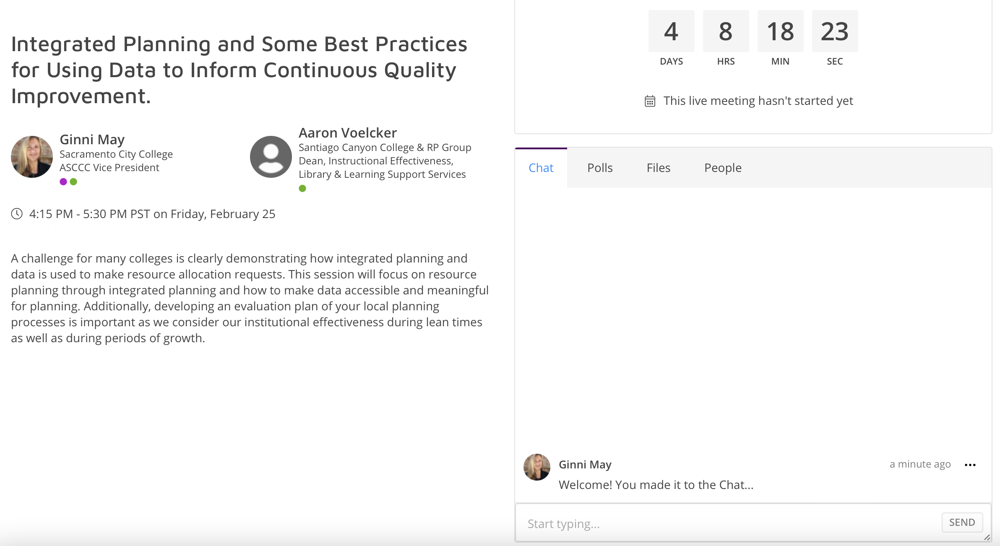 Integrated Planning and Some Best Practices
for Using Data to Inform Continuous Quality
Improvement.
Ginni May
Sacramento City College
ASCCC Vice President
Aaron Voelcker
Santiago Canyon College & RP Group
Dean, Instructional Effectiveness,
Library & Learning Support Services
4:15 PM - 5:30 PM PST on Friday, February 25
A challenge for many colleges is clearly demonstrating how integrated planning and
data is used to make resource allocation requests. This session will focus on resource
planning through integrated planning and how to make data accessible and meaningful
for planning. Additionally, developing an evaluation plan of your local planning
processes is important as we consider our institutional effectiveness during lean times
as well as during periods of growth.
4 8 18 23
DAYS HRS MIN SEC
This live meeting hasn't started yet
Chat Polls Files People
Ginni May a minute ago
Welcome! You made it to the Chat...
Start typing... SEND